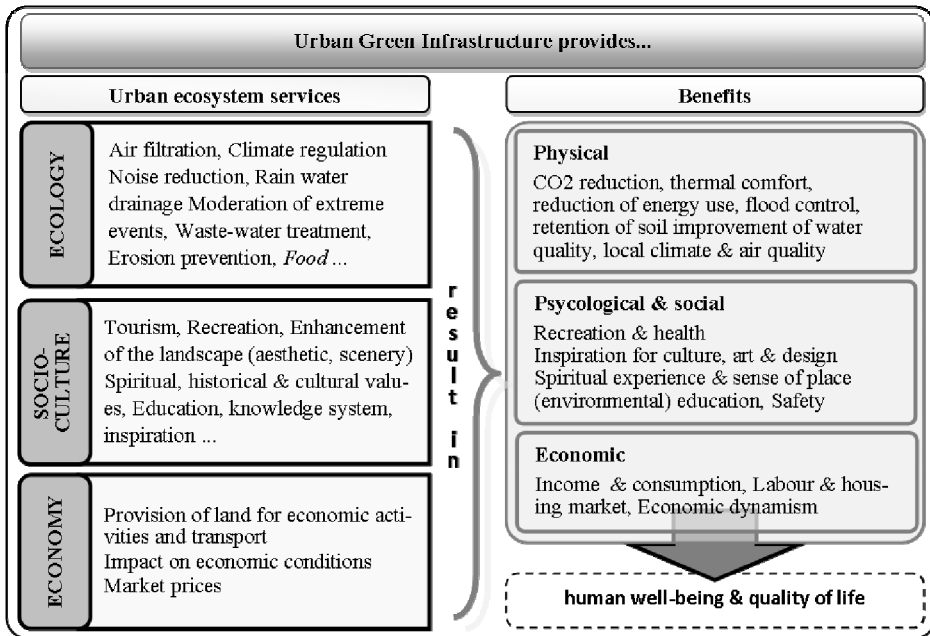 Urban Green Infrastructure provides...
Urban ecosystem services
ECOLOGY
Air filtration, Climate regulation
Noise reduction, Rain water
drainage Moderation of extreme
events, Waste-water treatment,
Erosion prevention, Food ...
SOCIO-
CULTURE
Tourism, Recreation, Enhancement
of the landscape (aesthetic, scenery)
Spiritual, historical & cultural valu-
es, Education, knowledge system,
inspiration ...
ECONOMY
Provision of land for economic acti-
vities and transport
Impact on economic conditions
Market prices
result in
Benefits
Physical
CO2 reduction, thermal comfort,
reduction of energy use, flood control,
retention of soil improvement of water
quality, local climate & air quality
Psycological & social
Recreation & health
Inspiration for culture, art & design
Spiritual experience & sense of place
(environmental) education, Safety
Economic
Income & consumption, Labour & hous-
ing market, Economic dynamism
human well-being & quality of life